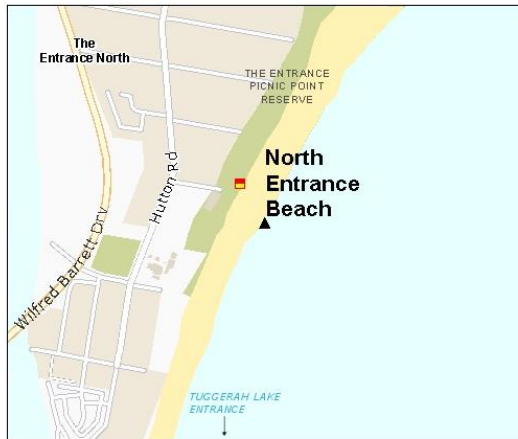 The
Entrance North
THE ENTRANCE
PICNIC POINT
RESERVE
North
Entrance
Beach
Hutton Rd
Wilfred Barrett Drv
TUGGERAH LAKE
ENTRANCE